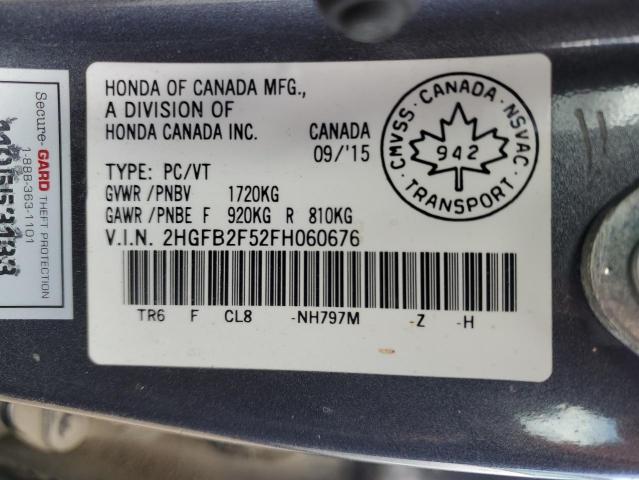 HONDA OF CANADA MFG.,
A DIVISION OF
HONDA CANADA INC. CANADA
09/'15
TYPE: PC/VT
GVWR/PNBV 1720KG
GAWR/PNBE F 920KG R 810KG
V.I.N. 2HGFB2F52FH060676
TR6 F CL8 -NH797M -Z -H
CMVSS · CANADA · NSVAC
942
TRANSPORT
Secure-GARD THEFT PROTECTION
1-888-363-1101